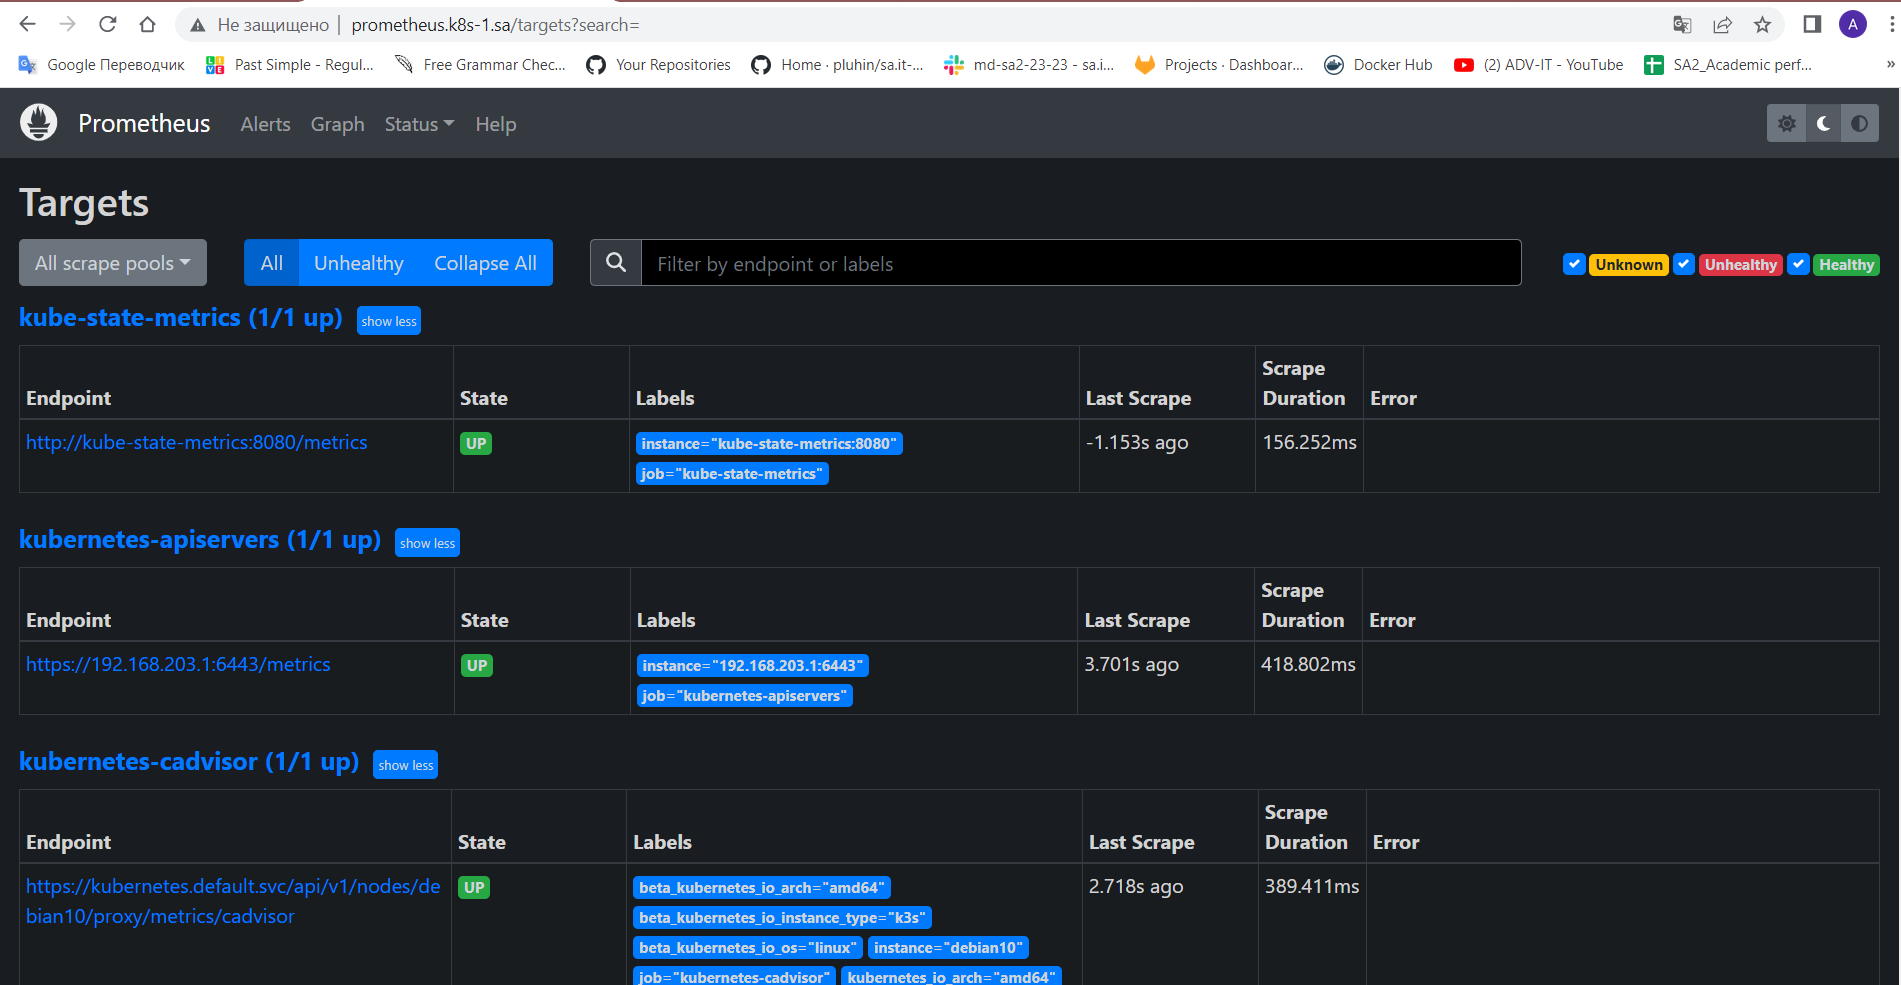 Не защищено | prometheus.k8s-1.sa/targets?search=
A
Google Переводчик Past Simple - Regul... Free Grammar Chec... Your Repositories Home · pluhin/sa.it-... md-sa2-23-23 - sa.i... Projects · Dashboar... Docker Hub (2) ADV-IT - YouTube SA2_Academic perf... »
Prometheus Alerts Graph Status Help
Targets
All scrape pools All Unhealthy Collapse All Filter by endpoint or labels Unknown Unhealthy Healthy
kube-state-metrics (1/1 up) show less
Endpoint State Labels Last Scrape Scrape Duration Error
http://kube-state-metrics:8080/metrics UP instance="kube-state-metrics:8080" -1.153s ago 156.252ms
job="kube-state-metrics"
kubernetes-apiservers (1/1 up) show less
Endpoint State Labels Last Scrape Scrape Duration Error
https://192.168.203.1:6443/metrics UP instance="192.168.203.1:6443" 3.701s ago 418.802ms
job="kubernetes-apiservers"
kubernetes-cadvisor (1/1 up) show less
Endpoint State Labels Last Scrape Scrape Duration Error
https://kubernetes.default.svc/api/v1/nodes/de UP beta_kubernetes_io_arch="amd64" 2.718s ago 389.411ms
bian10/proxy/metrics/cadvisor beta_kubernetes_io_instance_type="k3s"
beta_kubernetes_io_os="linux" instance="debian10"
job="kubernetes-cadvisor" kubernetes_io_arch="amd64"